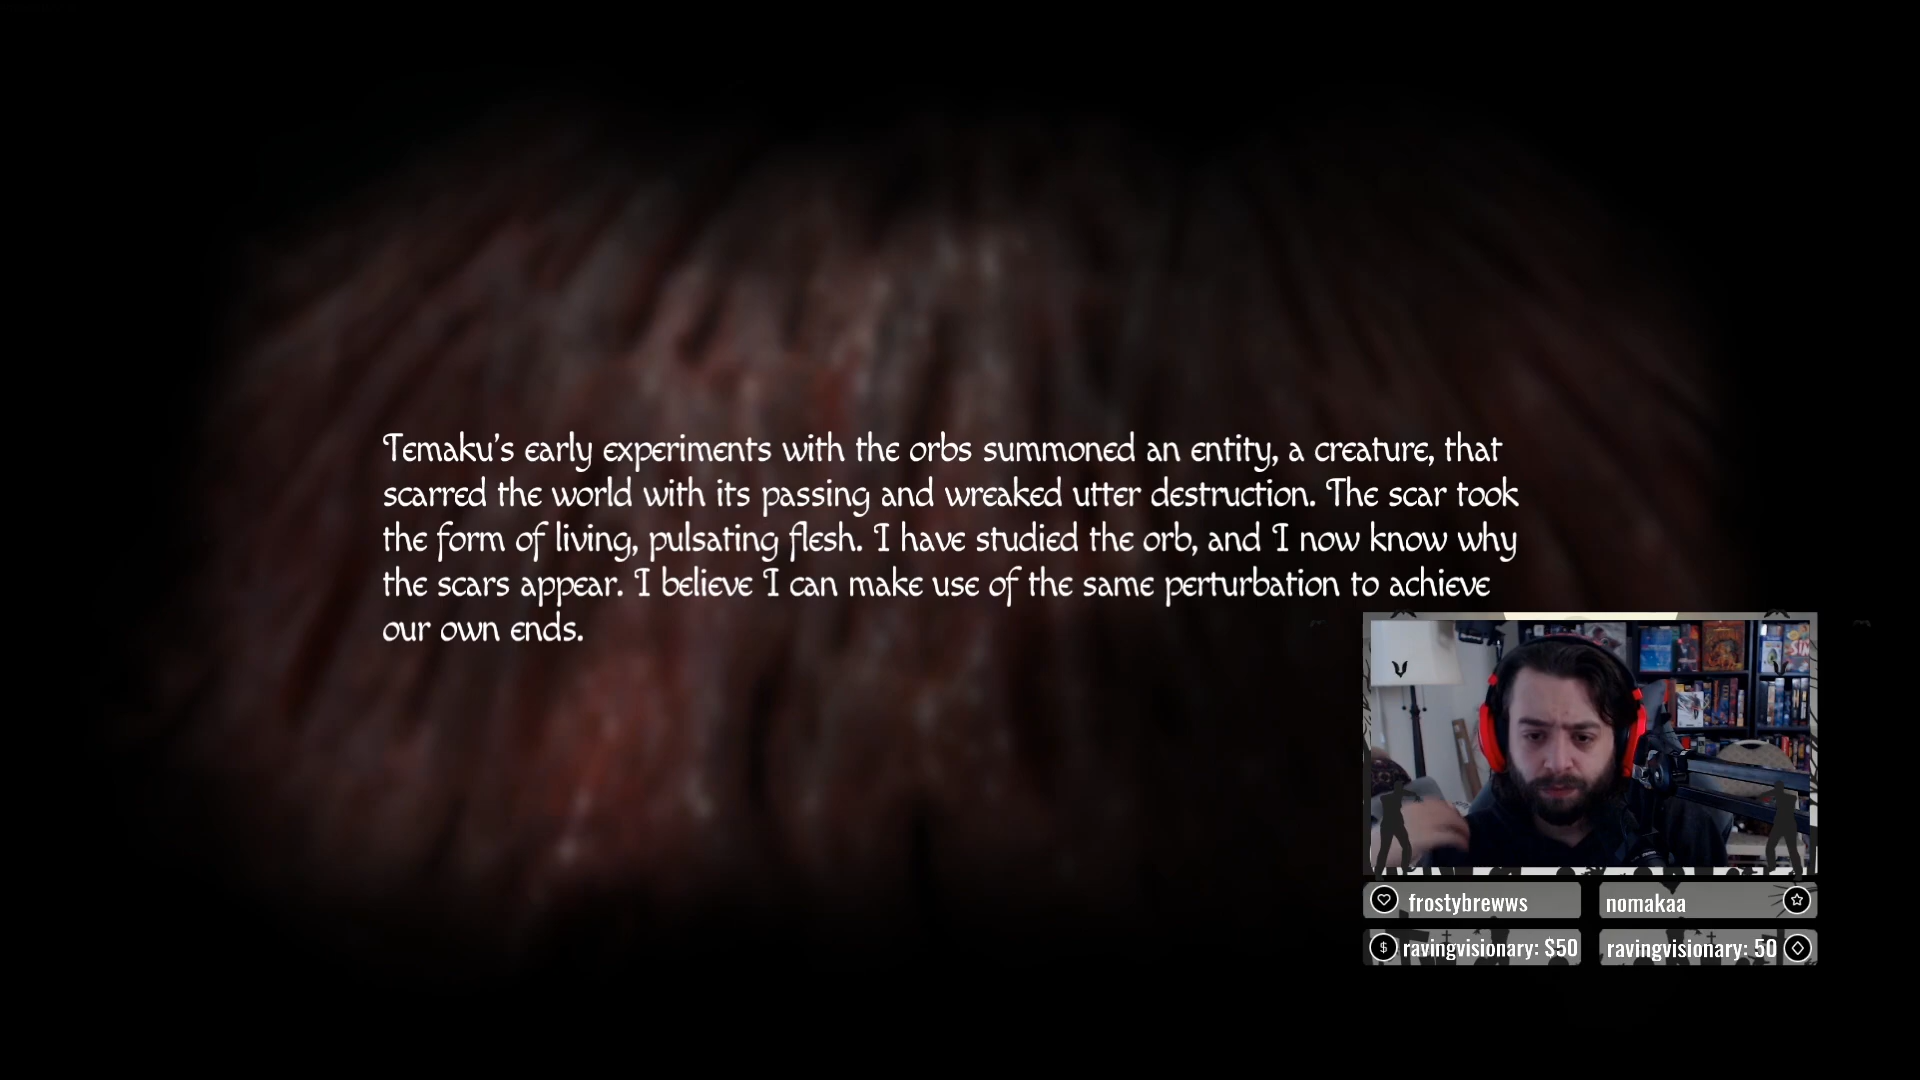 Temaku's early experiments with the orbs summoned an entity, a creature, that
scarred the world with its passing and wreaked utter destruction. The scar took
the form of living, pulsating flesh. I have studied the orb, and I now know why
the scars appear. I believe I can make use of the same perturbation to achieve
our own ends.
frostybrewws
nomakaa
$ ravingvisionary: $50
ravingvisionary: 50